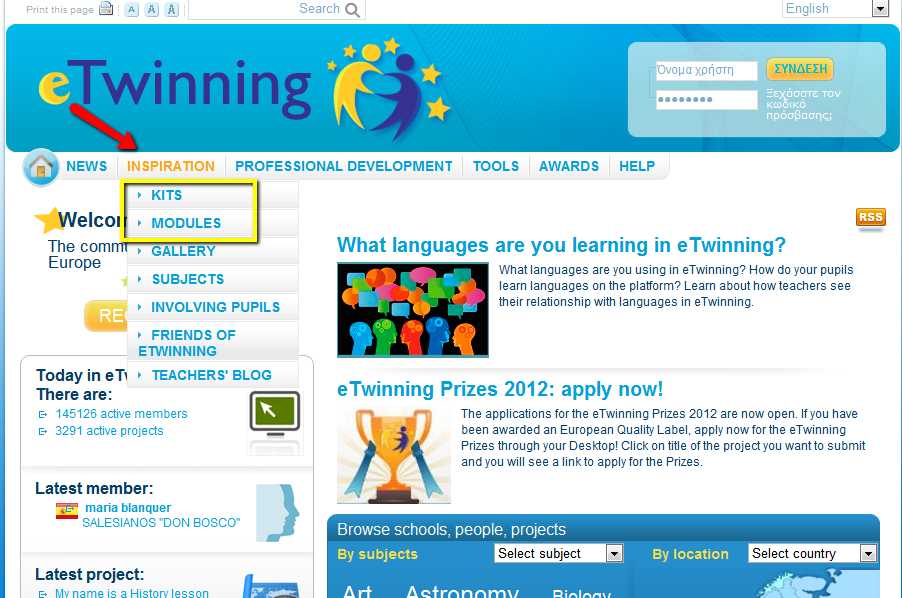 Print this page A A A Search English
eTwinning
Όνομα χρήστη ΣΥΝΔΕΣΗ
Ξεχάσατε τον
κωδικό
πρόσβασης;
NEWS INSPIRATION PROFESSIONAL DEVELOPMENT TOOLS AWARDS HELP
KITS
MODULES
GALLERY
SUBJECTS
INVOLVING PUPILS
FRIENDS OF
ETWINNING
TEACHERS' BLOG
The
Europe
RSS
What languages are you learning in eTwinning?
What languages are you using in eTwinning? How do your pupils
learn languages on the platform? Learn about how teachers see
their relationship with languages in eTwinning.
Today in eTw
There are:
145126 active members
3291 active projects
eTwinning Prizes 2012: apply now!
The applications for the eTwinning Prizes 2012 are now open. If you have
been awarded an European Quality Label, apply now for the eTwinning
Prizes through your Desktop! Click on title of the project you want to submit
and you will see a link to apply for the Prizes.
Latest member:
maria blanquer
SALESIANOS "DON BOSCO"
Latest project:
My name is a History lesson
Browse schools, people, projects
By subjects Select subject By location Select country
Art Astronomy Biology